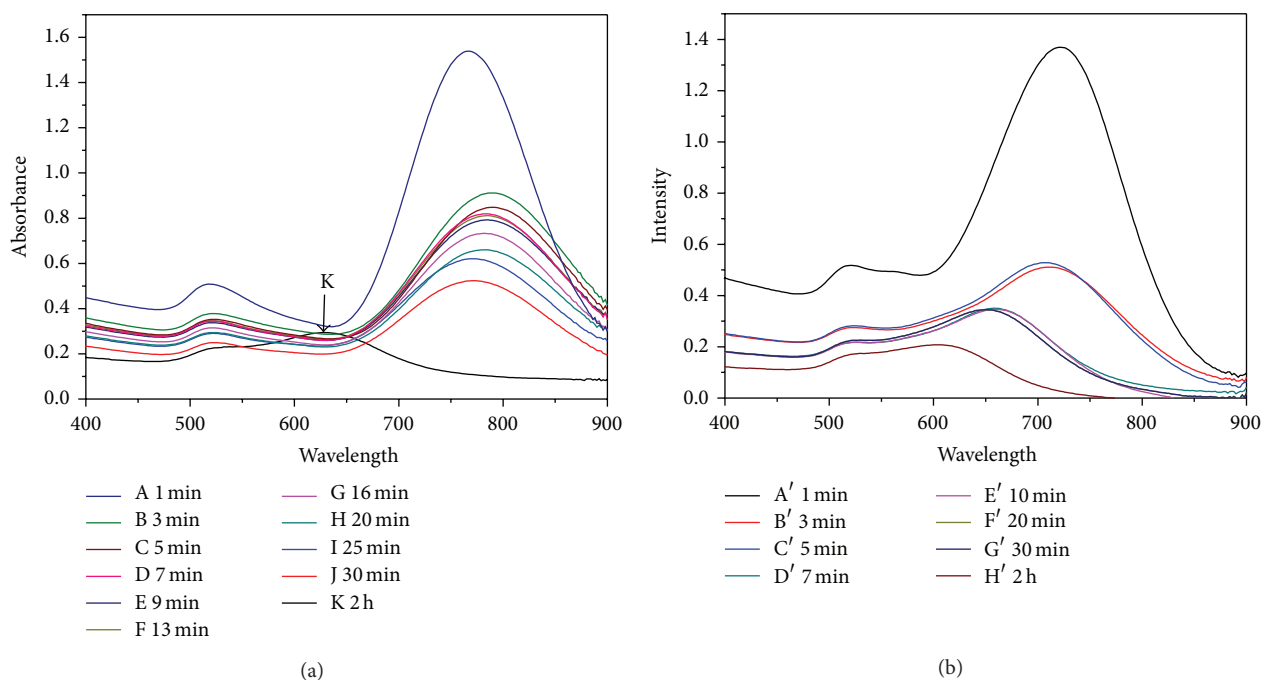 1.6
1.4
1.2
1.0
0.8
0.6
0.4
0.2
0.0
Absorbance
K
400 500 600 700 800 900
Wavelength
A 1 min
B 3 min
C 5 min
D 7 min
E 9 min
F 13 min
G 16 min
H 20 min
I 25 min
J 30 min
K 2 h
(a)
1.4
1.2
1.0
0.8
0.6
0.4
0.2
0.0
Intensity
400 500 600 700 800 900
Wavelength
A′ 1 min
B′ 3 min
C′ 5 min
D′ 7 min
E′ 10 min
F′ 20 min
G′ 30 min
H′ 2 h
(b)